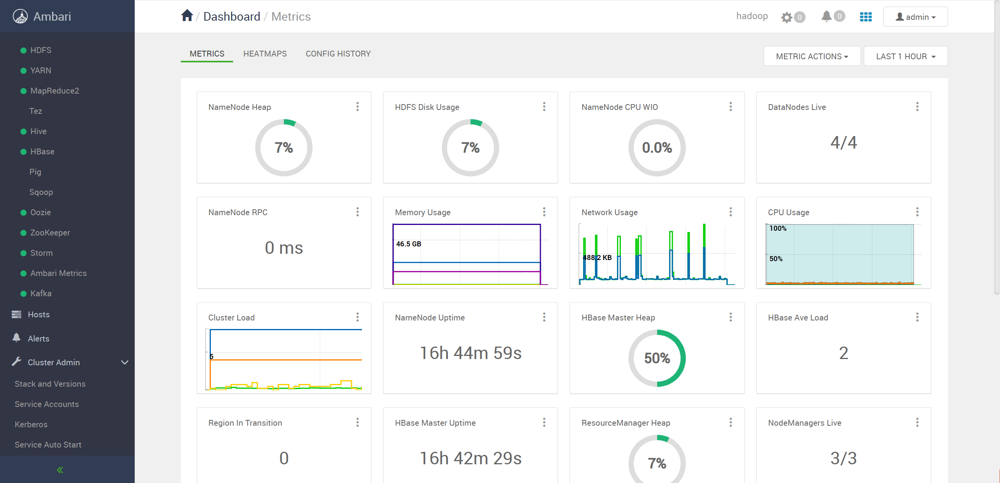 Ambari
HDFS
YARN
MapReduce2
Tez
Hive
HBase
Pig
Sqoop
Oozie
ZooKeeper
Storm
Ambari Metrics
Kafka
Hosts
Alerts
Cluster Admin
Stack and Versions
Service Accounts
Kerberos
Service Auto Start
/ Dashboard / Metrics
hadoop 0 0 admin
METRICS HEATMAPS CONFIG HISTORY
METRIC ACTIONS LAST 1 HOUR
NameNode Heap
7%
HDFS Disk Usage
7%
NameNode CPU WIO
0.0%
DataNodes Live
4/4
NameNode RPC
0 ms
Memory Usage
46.5 GB
Network Usage
488.2 KB
CPU Usage
100%
50%
Cluster Load
5
NameNode Uptime
16h 44m 59s
HBase Master Heap
50%
HBase Ave Load
2
Region In Transition
0
HBase Master Uptime
16h 42m 29s
ResourceManager Heap
7%
NodeManagers Live
3/3